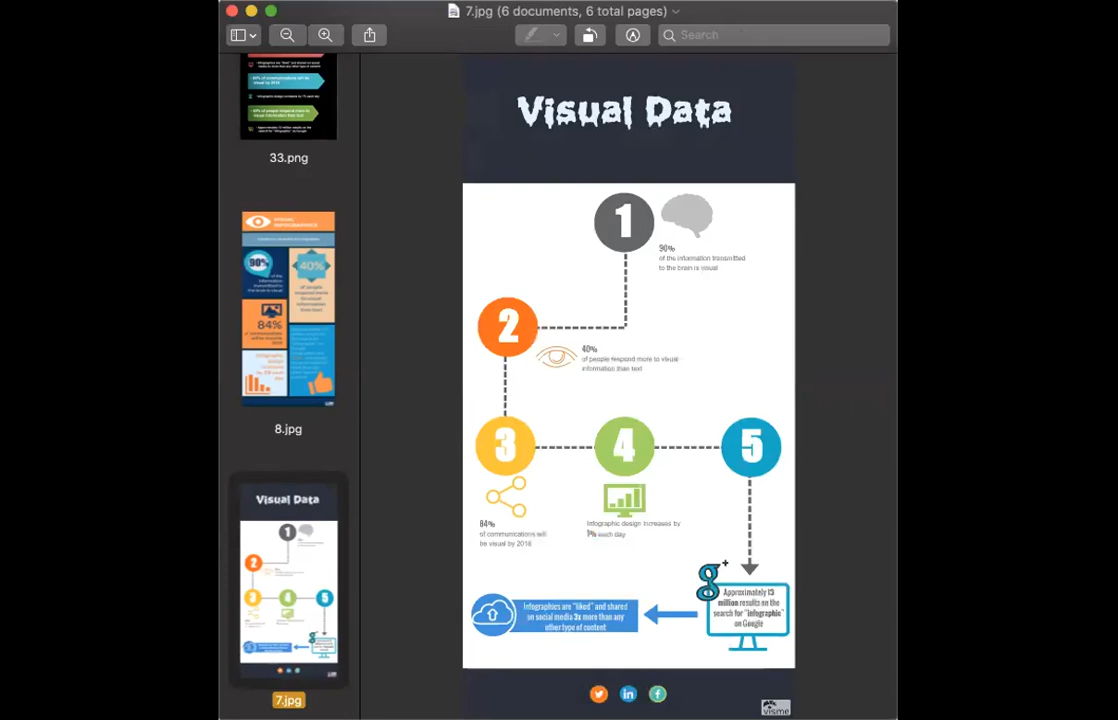 7.jpg (6 documents, 6 total pages)
Search
33.png
8.jpg
Visual Data
7.jpg
Visual Data
1
90%
of the information transmitted
to the brain is visual
2
40%
of people respond more to visual
information than text
3
4
5
84%
of communications will
be visual by 2018
Infographic design increases by
1% each day
g+
Approximately 13
million results on the
search for "infographic"
on Google
Infographics are "liked" and shared
on social media 3x more than any
other type of content
visme
90%
40%
84%